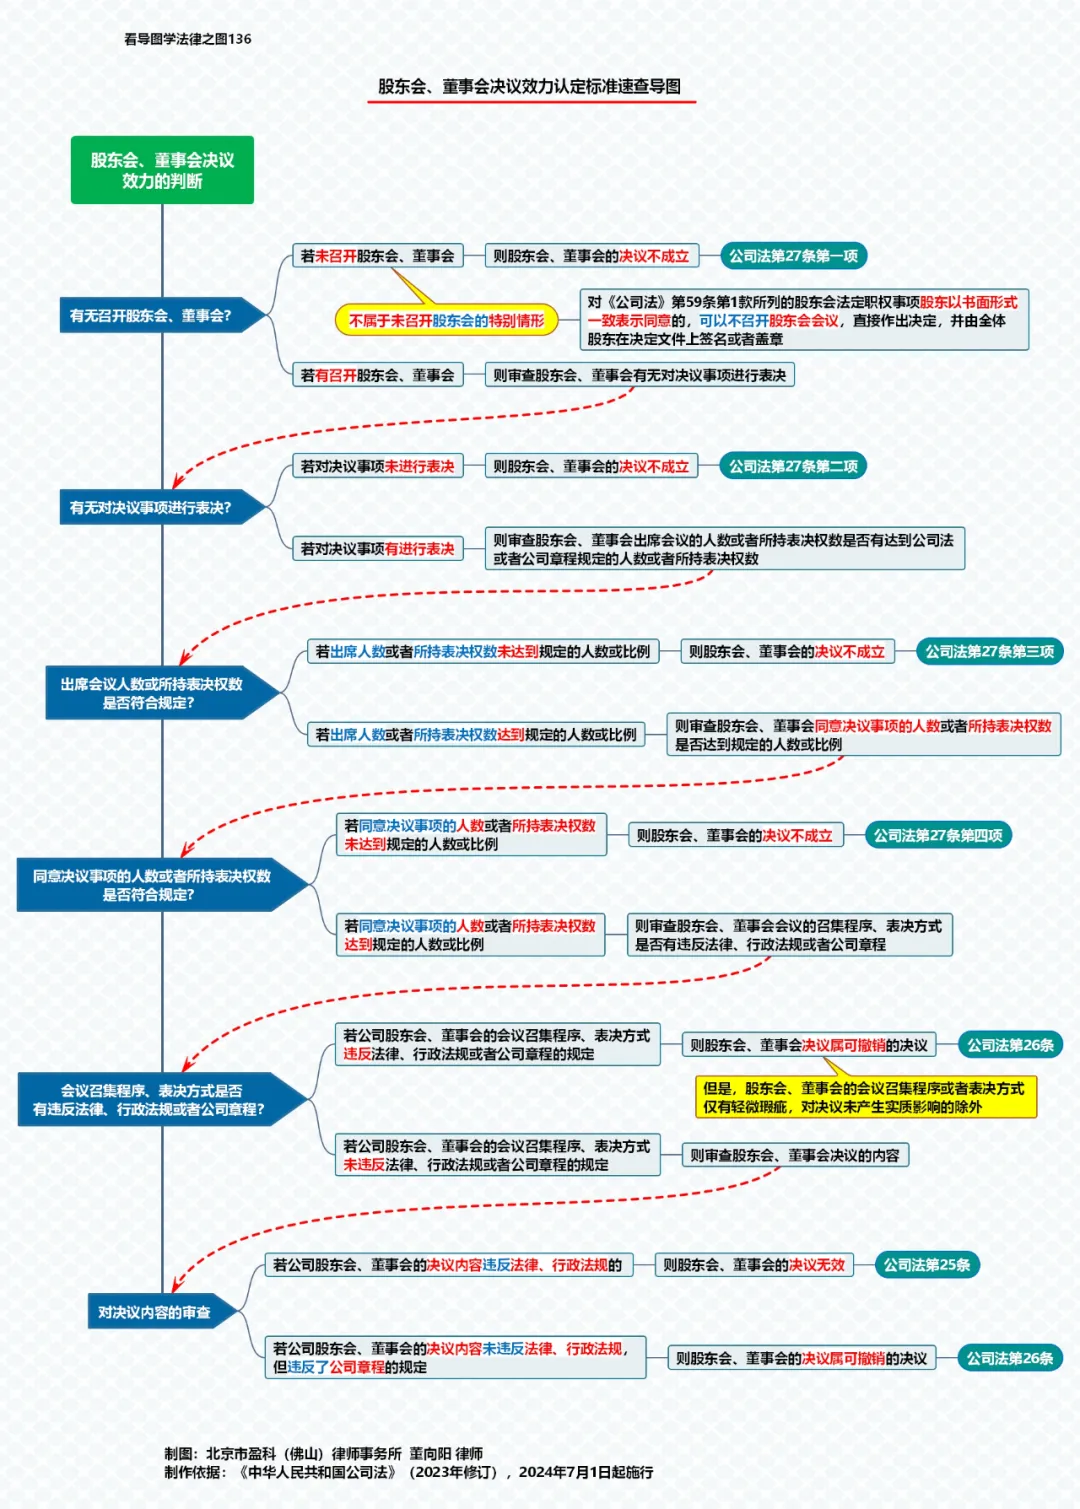 看导图学法律之图136
股东会、董事会决议效力认定标准速查导图
股东会、董事会决议
效力的判断
有无召开股东会、董事会？
若未召开股东会、董事会
则股东会、董事会的决议不成立
公司法第27条第一项
不属于未召开股东会的特别情形
对《公司法》第59条第1款所列的股东会法定职权事项股东以书面形式
一致表示同意的，可以不召开股东会会议，直接作出决定，并由全体
股东在决定文件上签名或者盖章
若有召开股东会、董事会
则审查股东会、董事会有无对决议事项进行表决
有无对决议事项进行表决？
若对决议事项未进行表决
则股东会、董事会的决议不成立
公司法第27条第二项
若对决议事项有进行表决
则审查股东会、董事会出席会议的人数或者所持表决权数是否有达到公司法
或者公司章程规定的人数或者所持表决权数
出席会议人数或所持表决权数
是否符合规定？
若出席人数或者所持表决权数未达到规定的人数或比例
则股东会、董事会的决议不成立
公司法第27条第三项
若出席人数或者所持表决权数达到规定的人数或比例
则审查股东会、董事会同意决议事项的人数或者所持表决权数
是否达到规定的人数或比例
同意决议事项的人数或者所持表决权数
是否符合规定？
若同意决议事项的人数或者所持表决权数
未达到规定的人数或比例
则股东会、董事会的决议不成立
公司法第27条第四项
若同意决议事项的人数或者所持表决权数
达到规定的人数或比例
则审查股东会、董事会会议的召集程序、表决方式
是否有违反法律、行政法规或者公司章程
会议召集程序、表决方式是否
有违反法律、行政法规或者公司章程？
若公司股东会、董事会的会议召集程序、表决方式
违反法律、行政法规或者公司章程的规定
则股东会、董事会决议属可撤销的决议
公司法第26条
但是，股东会、董事会的会议召集程序或者表决方式
仅有轻微瑕疵，对决议未产生实质影响的除外
若公司股东会、董事会的会议召集程序、表决方式
未违反法律、行政法规或者公司章程的规定
则审查股东会、董事会决议的内容
对决议内容的审查
若公司股东会、董事会的决议内容违反法律、行政法规的
则股东会、董事会的决议无效
公司法第25条
若公司股东会、董事会的决议内容未违反法律、行政法规，
但违反了公司章程的规定
则股东会、董事会的决议属可撤销的决议
公司法第26条
制图：北京市盈科（佛山）律师事务所 董向阳 律师
制作依据：《中华人民共和国公司法》（2023年修订），2024年7月1日起施行